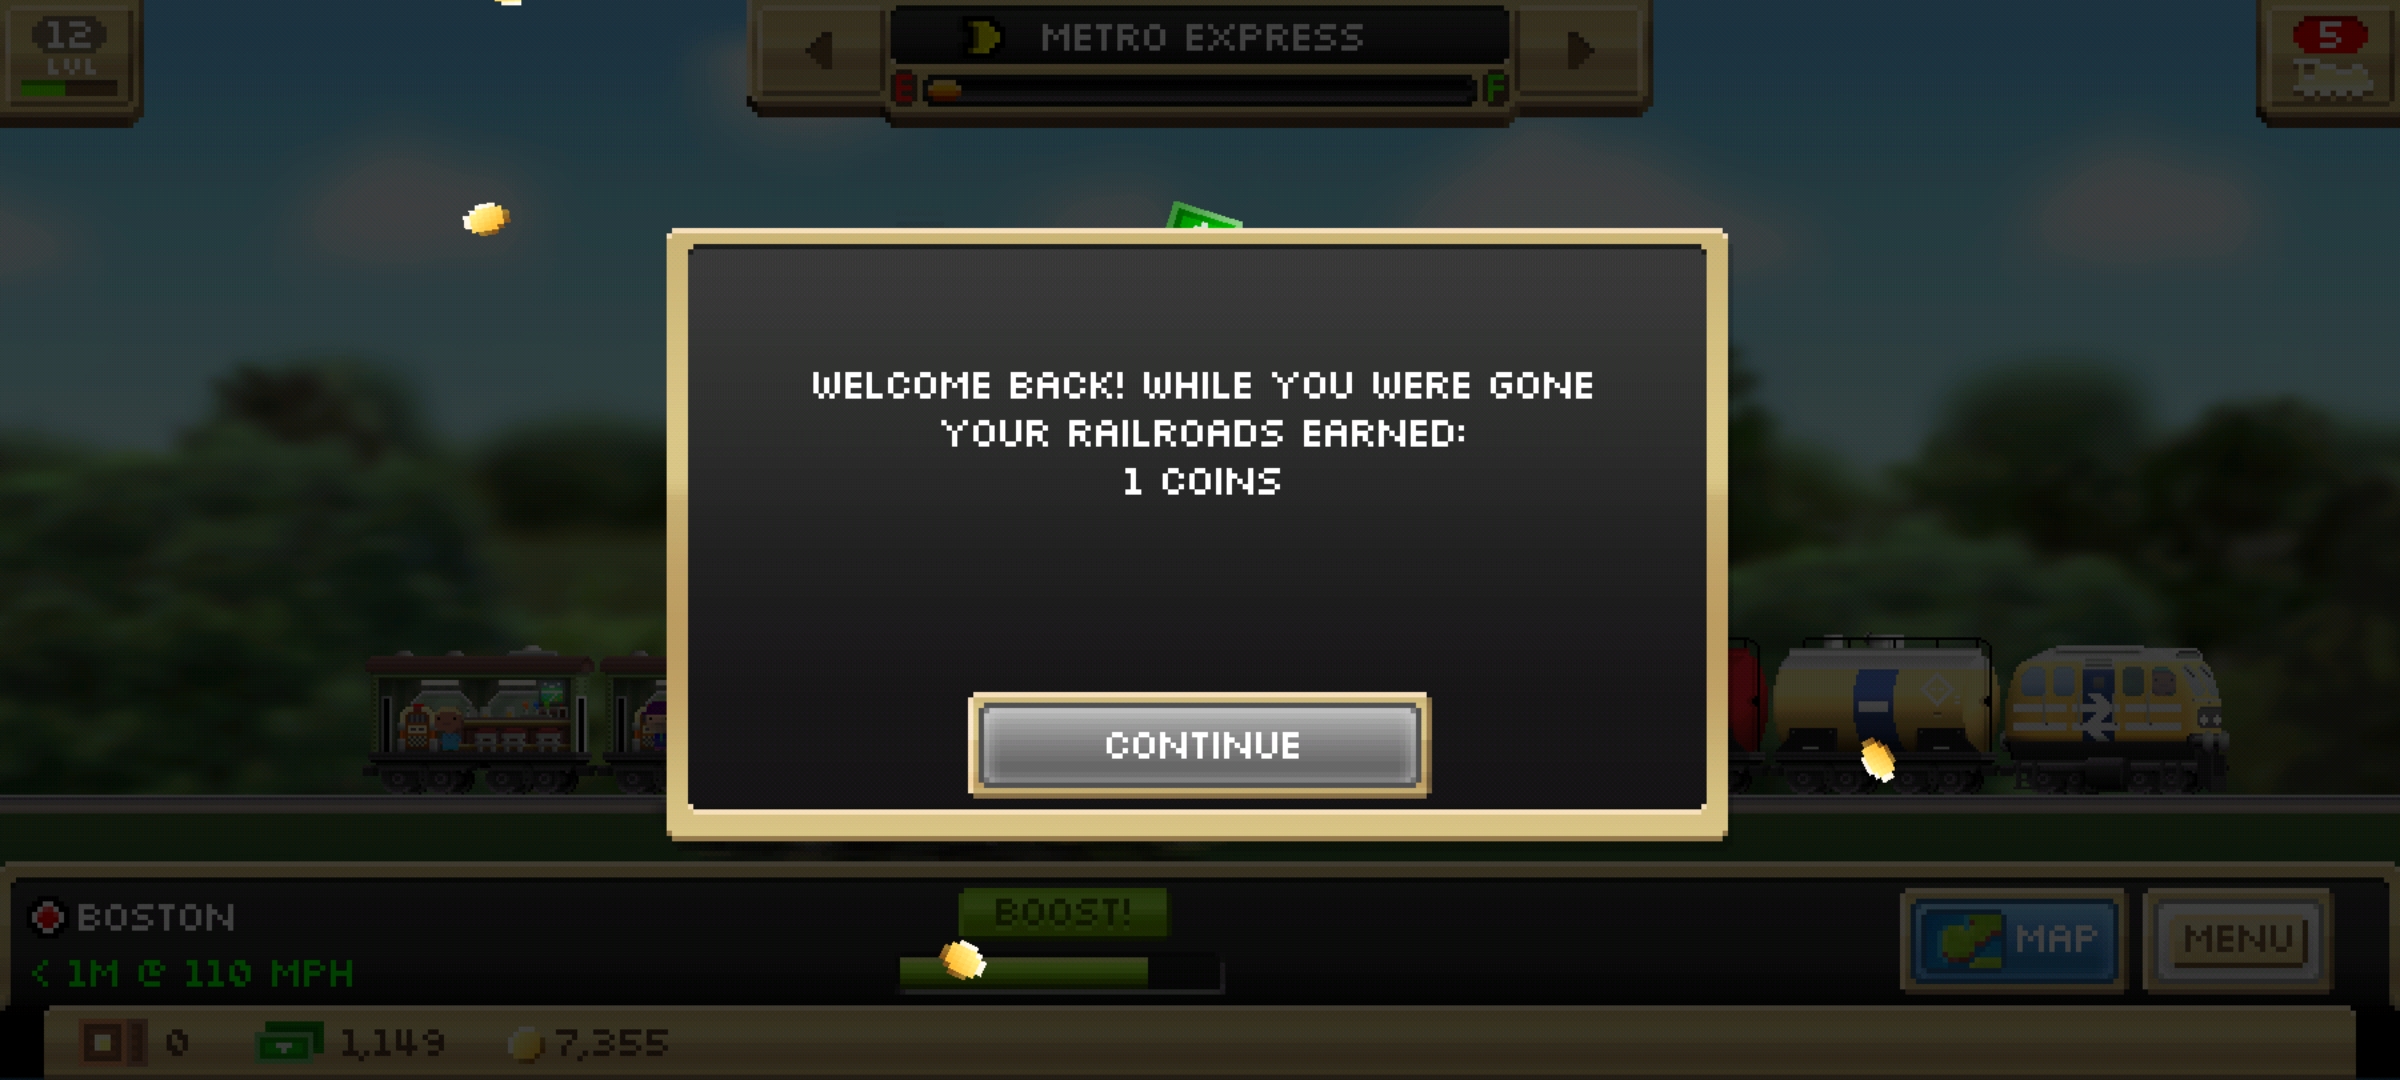 12
LVL
METRO EXPRESS
E F
5
WELCOME BACK! WHILE YOU WERE GONE
YOUR RAILROADS EARNED:
1 COINS
CONTINUE
BOSTON
< 1M @ 110 MPH
BOOST!
MAP
MENU
0 1,149 7,355